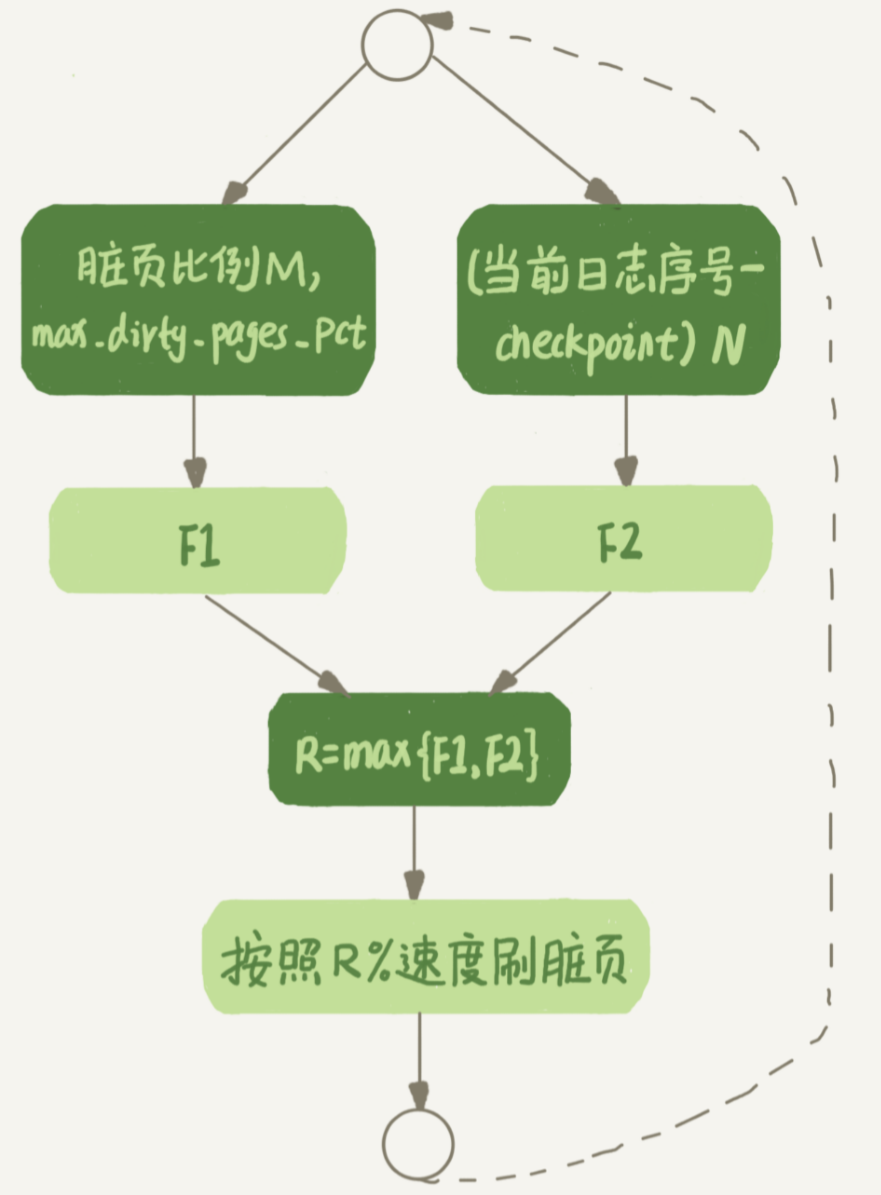 脏页比例M,
max_dirty_pages_pct
(当前日志序号-
checkpoint) N
F1
F2
R=max{F1,F2}
按照R%速度刷脏页